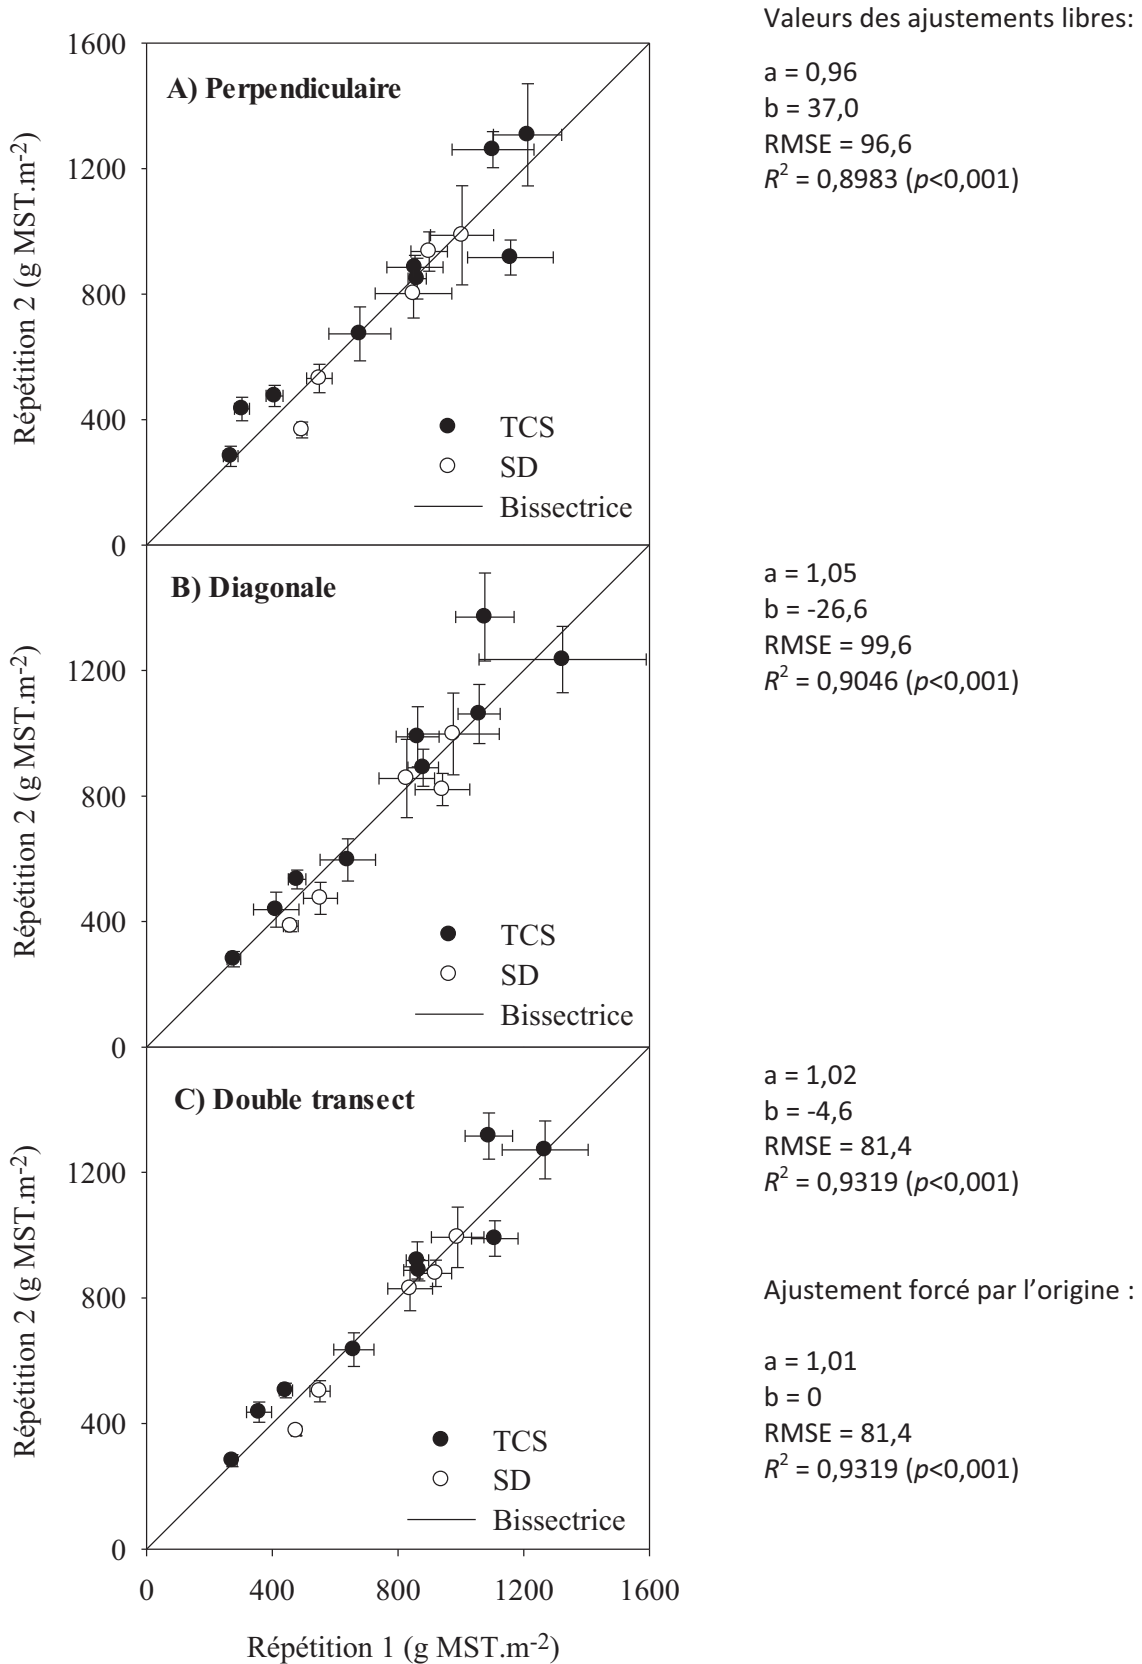 Valeurs des ajustements libres:
1600
A) Perpendiculaire
a = 0,96
b = 37,0
RMSE = 96,6
R² = 0,8983 (p<0,001)
1200
800
400
0
Répétition 2 (g MST.m-2)
TCS
SD
Bissectrice
B) Diagonale
a = 1,05
b = -26,6
RMSE = 99,6
R² = 0,9046 (p<0,001)
1200
800
400
0
Répétition 2 (g MST.m-2)
TCS
SD
Bissectrice
C) Double transect
a = 1,02
b = -4,6
RMSE = 81,4
R² = 0,9319 (p<0,001)
Ajustement forcé par l’origine :
a = 1,01
b = 0
RMSE = 81,4
R² = 0,9319 (p<0,001)
1200
800
400
0
Répétition 2 (g MST.m-2)
TCS
SD
Bissectrice
0 400 800 1200 1600
Répétition 1 (g MST.m-2)